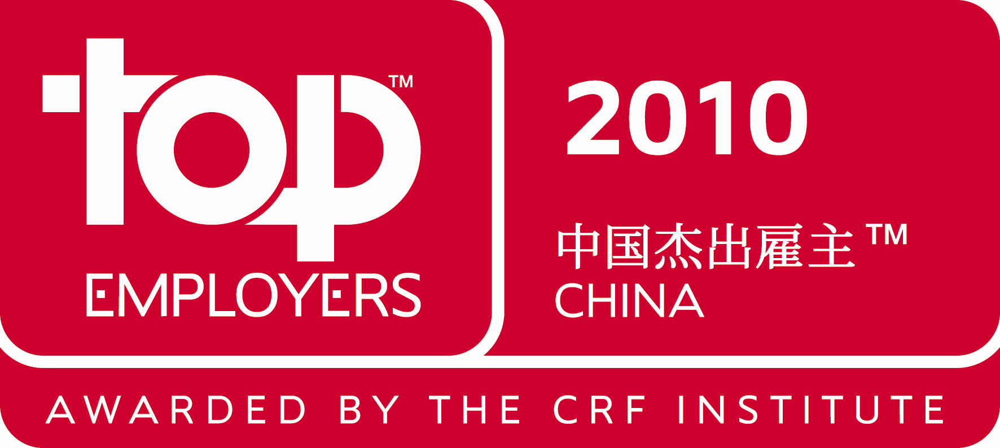 top™
EMPLOYERS
2010
中国杰出雇主™
CHINA
AWARDED BY THE CRF INSTITUTE